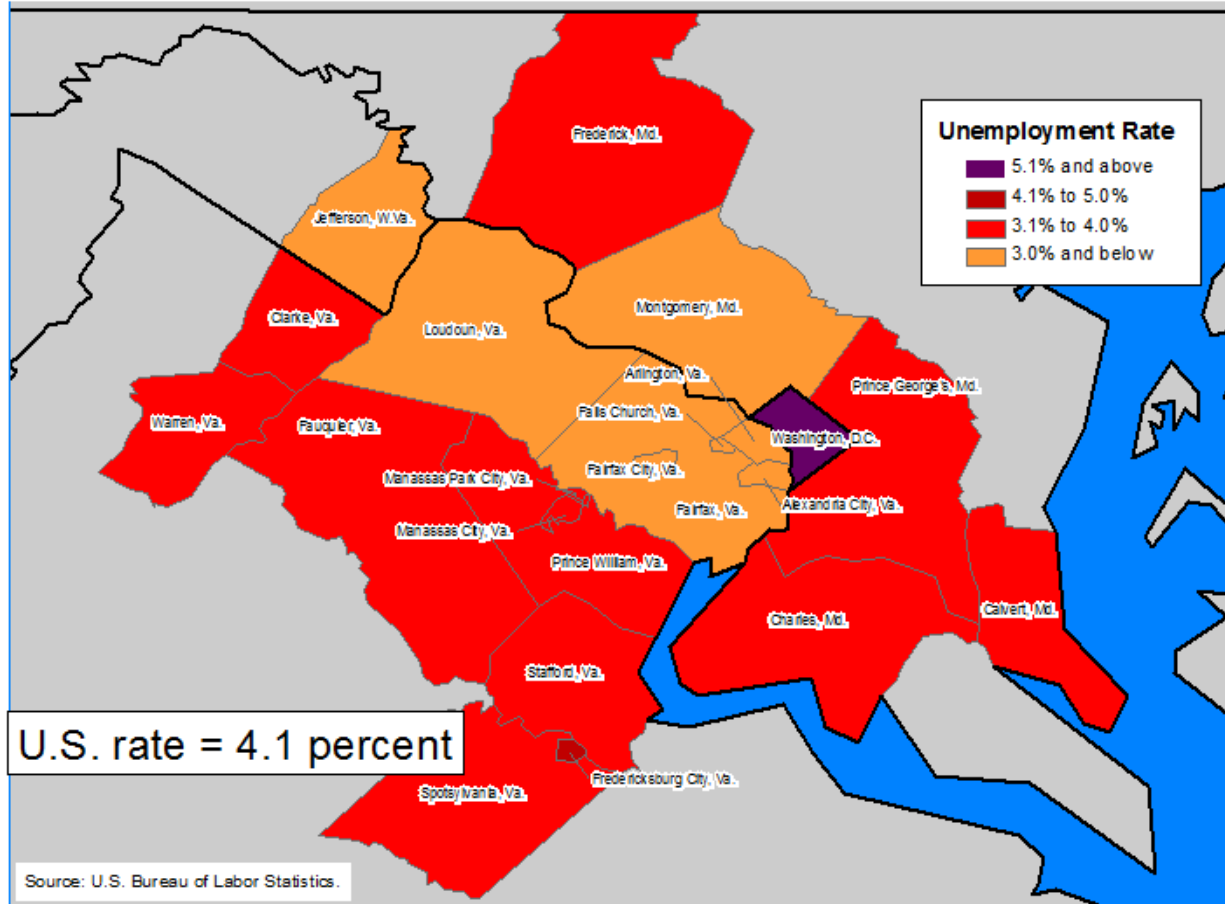 Frederick, Md.
Unemployment Rate
5.1% and above
4.1% to 5.0%
3.1% to 4.0%
3.0% and below
Jefferson, W.Va.
Clarke, Va.
Loudoun, Va.
Montgomery, Md.
Arlington, Va.
Prince George's, Md.
Falls Church, Va.
Warren, Va.
Fauquier, Va.
Washington, D.C.
Fairfax City, Va.
Manassas Park City, Va.
Fairfax, Va.
Alexandria City, Va.
Manassas City, Va.
Prince William, Va.
Charles, Md.
Calvert, Md.
Stafford, Va.
U.S. rate = 4.1 percent
Fredericksburg City, Va.
Spotsylvania, Va.
Source: U.S. Bureau of Labor Statistics.